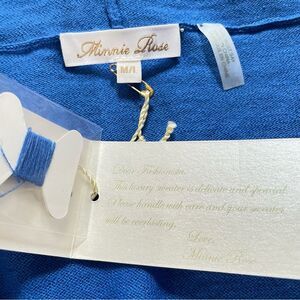 Minnie Rose
M/L
Dear Fashionista,
This luxury sweater is delicate and special.
Please handle with care and your sweater
will be everlasting.
Love,
Minnie Rose